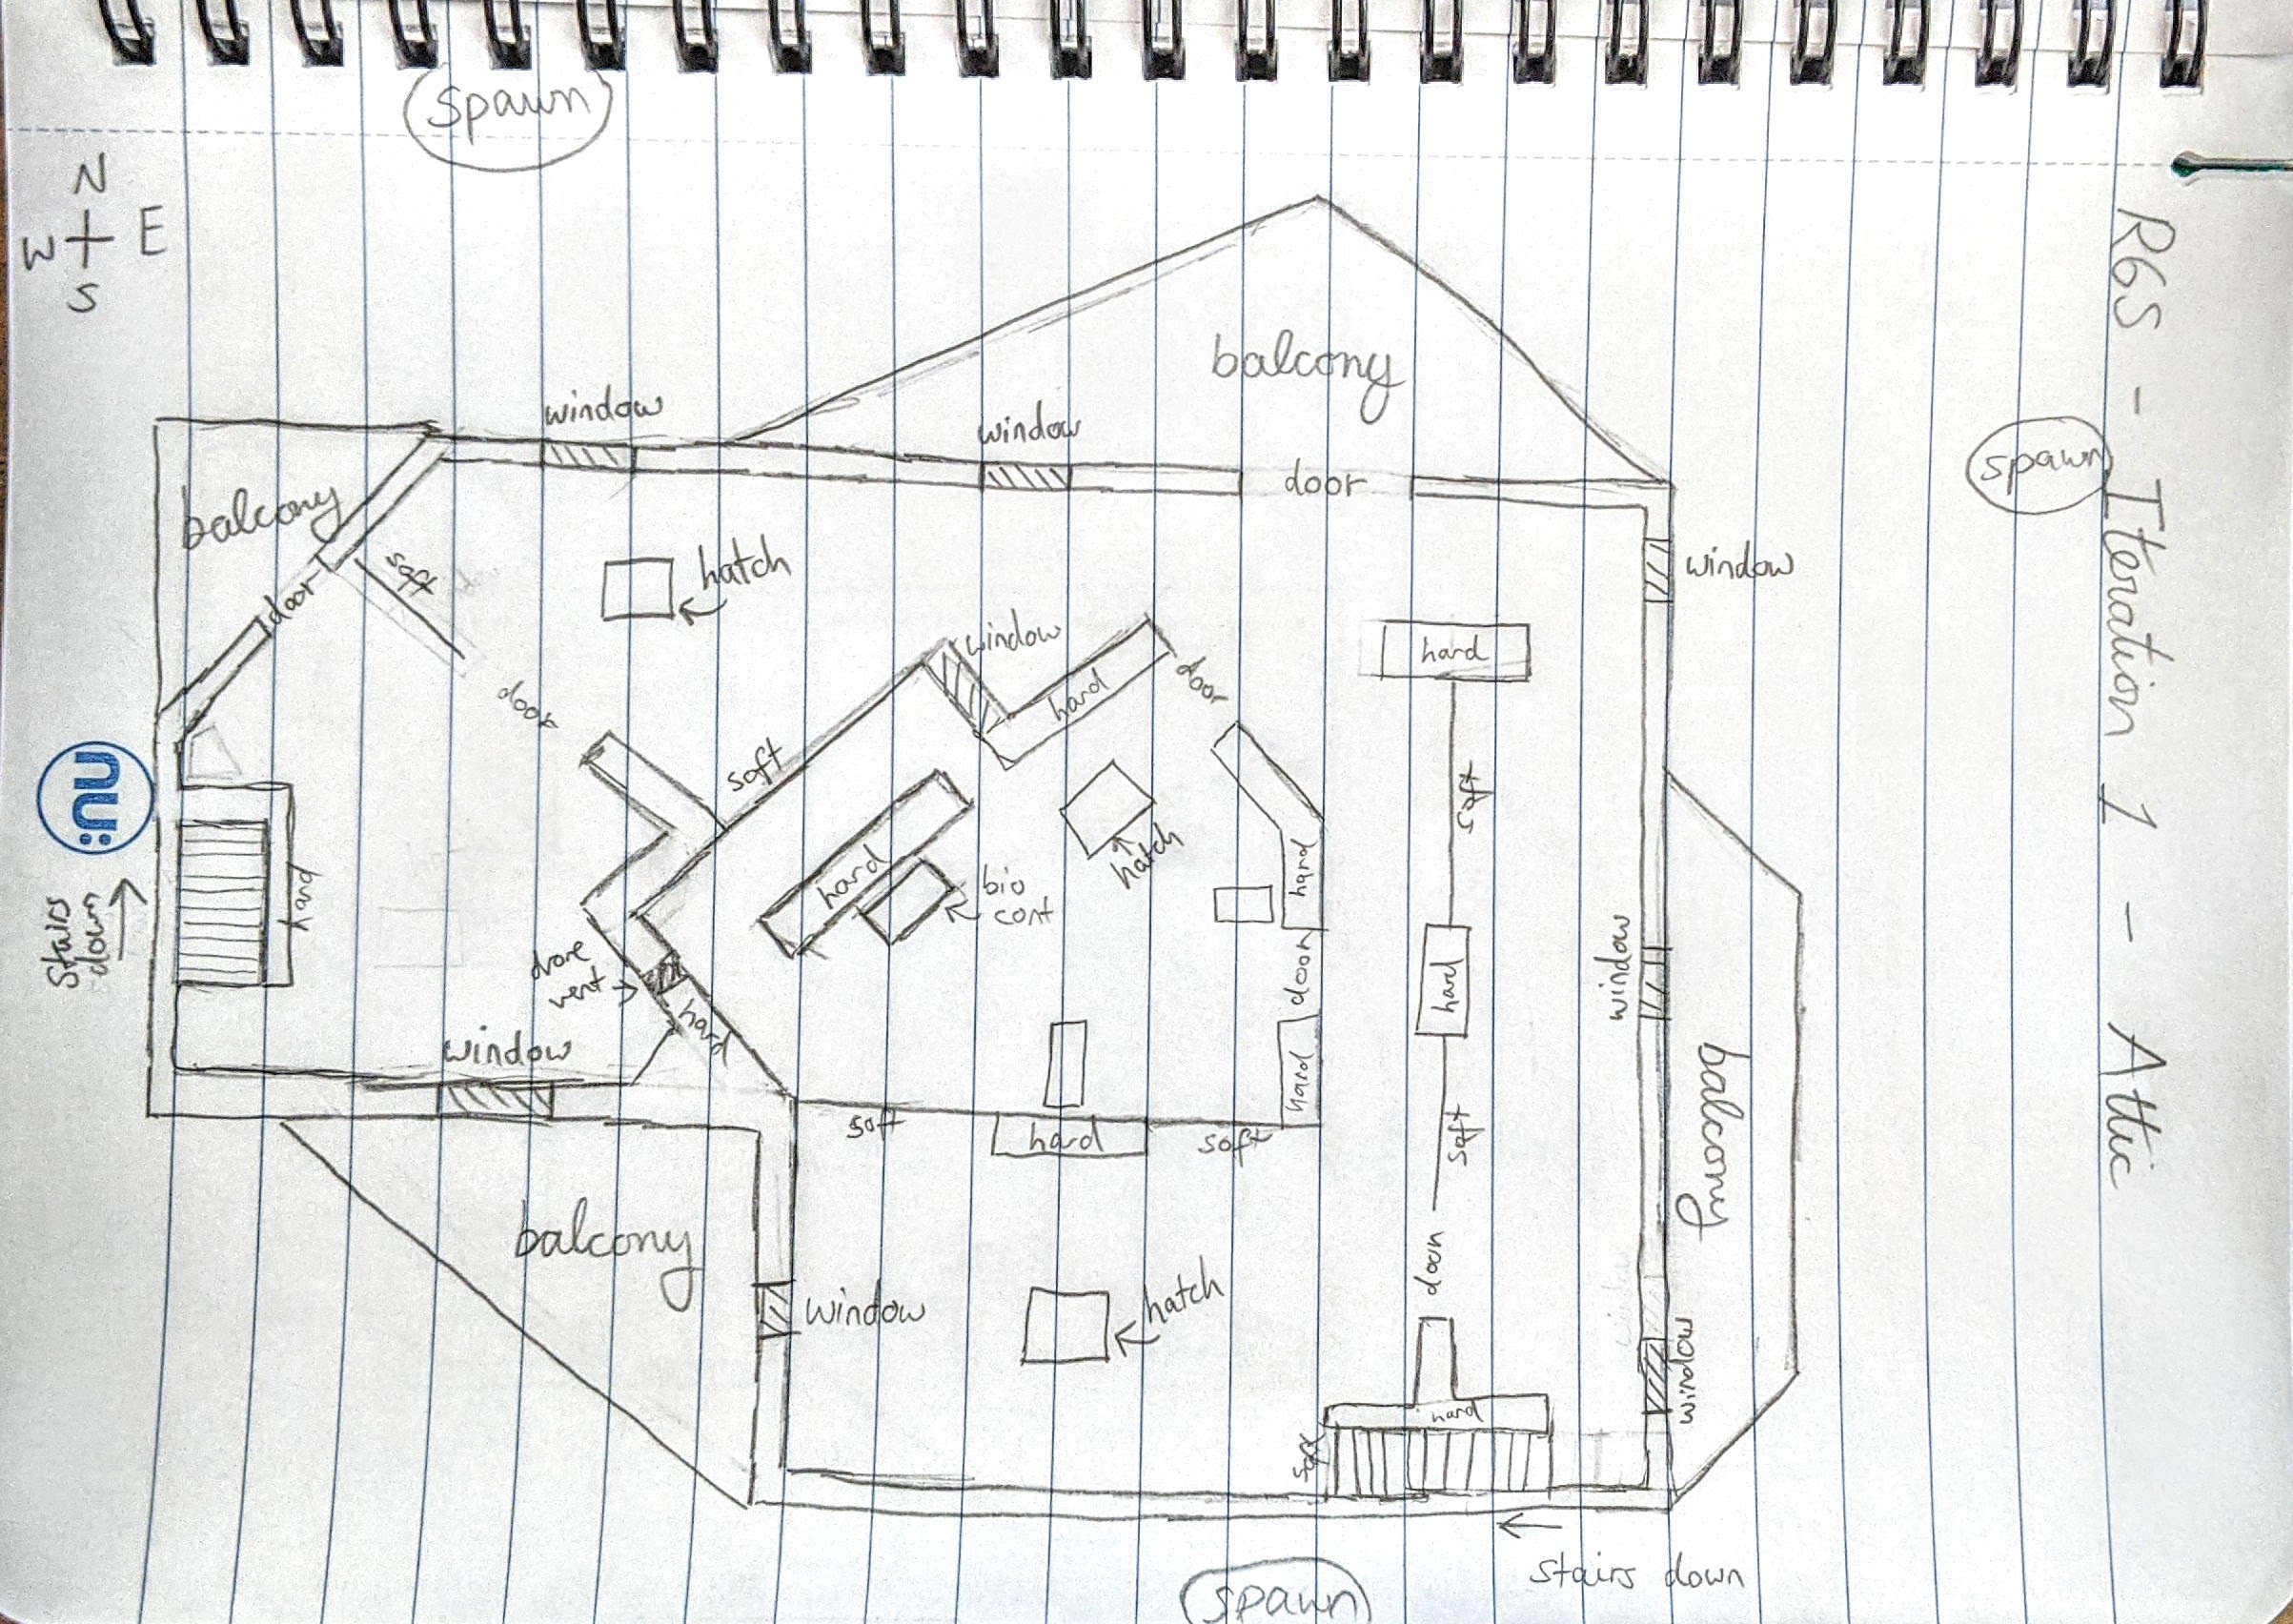 spawn
N
W E
S
R6S - Iteration 1 - Attic
spawn
balcony
window
window
door
balcony
window
soft
hatch
door
window
hard
door
hard
door
soft
soft
hard
bio
cont
hatch
hard
hard
stairs
down
drone
vent
hard
door
hard
window
balcony
window
soft
hard
soft
hard
soft
balcony
window
hatch
door
window
hard
soft
stairs down
spawn
nü